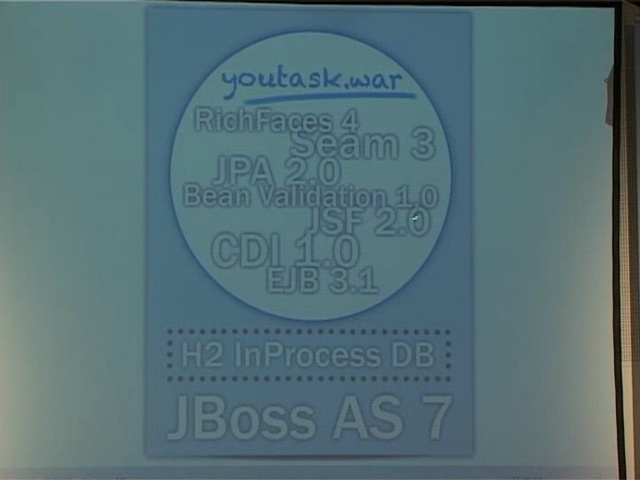 youtask.war
RichFaces 4
Seam 3
JPA 2.0
Bean Validation 1.0
JSF 2.0
CDI 1.0
EJB 3.1
H2 InProcess DB
JBoss AS 7